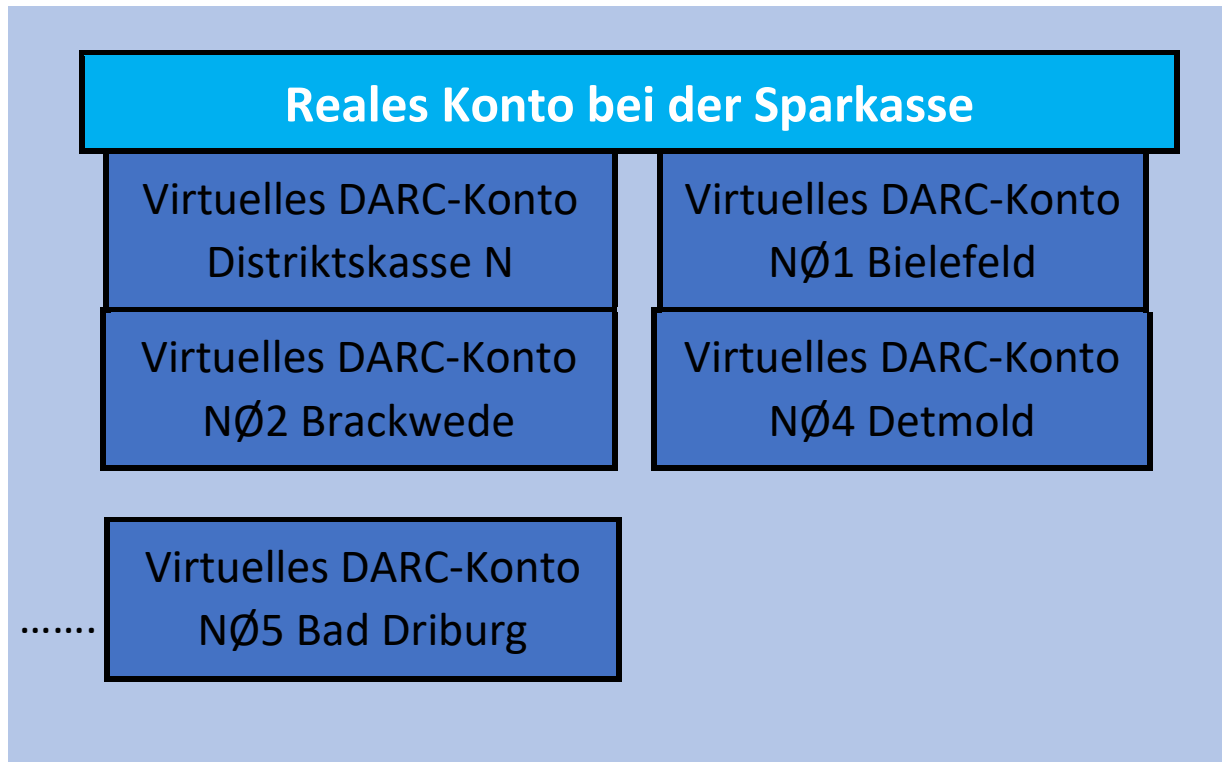 Reales Konto bei der Sparkasse
Virtuelles DARC-Konto
Distriktskasse N
Virtuelles DARC-Konto
NØ1 Bielefeld
Virtuelles DARC-Konto
NØ2 Brackwede
Virtuelles DARC-Konto
NØ4 Detmold
Virtuelles DARC-Konto
NØ5 Bad Driburg
.......